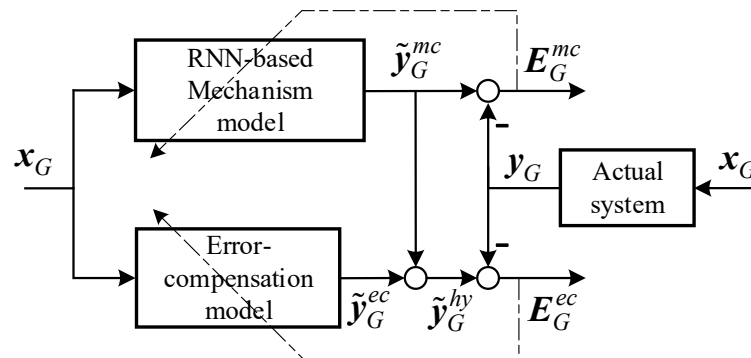 RNN-based
Mechanism
model
ỹ_G^{mc}
E_G^{mc}
x_G
-
y_G
Actual
system
x_G
-
Error-
compensation
model
ỹ_G^{ec}
ỹ_G^{hy}
E_G^{ec}